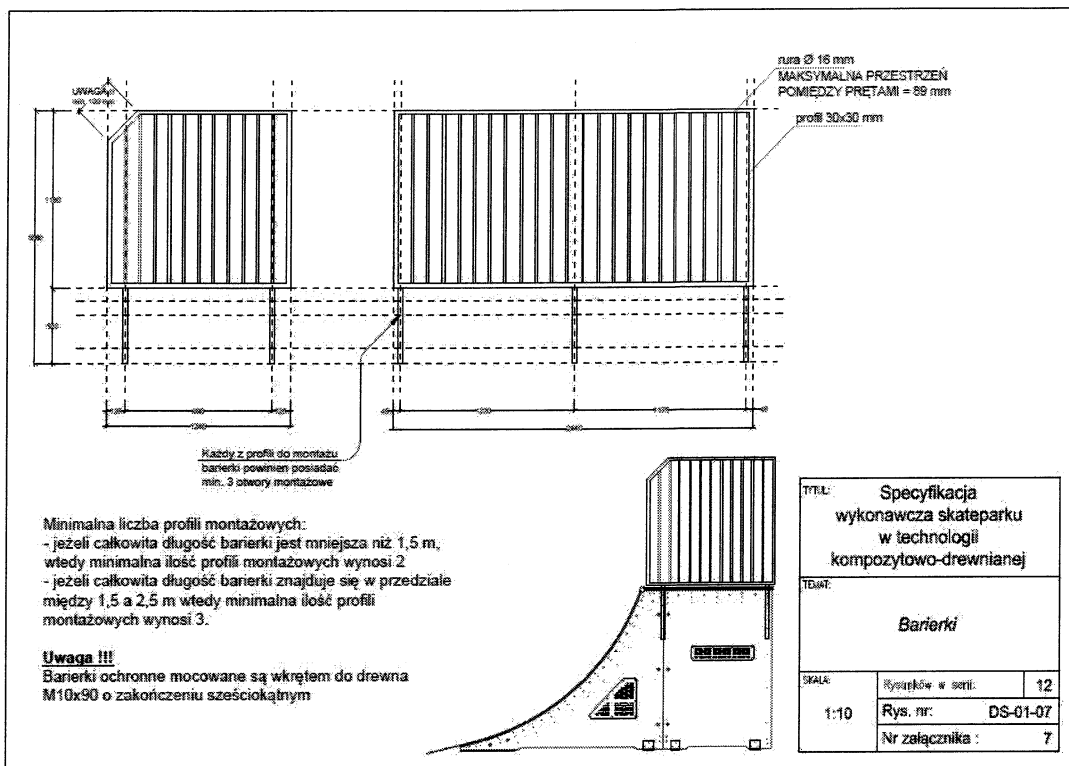 rura Ø 16 mm
MAKSYMALNA PRZESTRZEŃ
POMIĘDZY PRĘTAMI = 89 mm
profil 30x30 mm
UWAGA
Każdy z profili do montażu
barierki powinien posiadać
min. 3 otwory montażowe
Minimalna liczba profili montażowych:
- jeżeli całkowita długość barierki jest mniejsza niż 1,5 m,
wtedy minimalna ilość profili montażowych wynosi 2
- jeżeli całkowita długość barierki znajduje się w przedziale
między 1,5 a 2,5 m wtedy minimalna ilość profili
montażowych wynosi 3.
Uwaga !!!
Barierki ochronne mocowane są wkrętem do drewna
M10x90 o zakończeniu sześciokątnym
TYTUŁ:
Specyfikacja
wykonawcza skateparku
w technologii
kompozytowo-drewnianej
TEMAT:
Barierki
SKALA:
1:10
Rysunków w serii: 12
Rys. nr: DS-01-07
Nr załącznika : 7